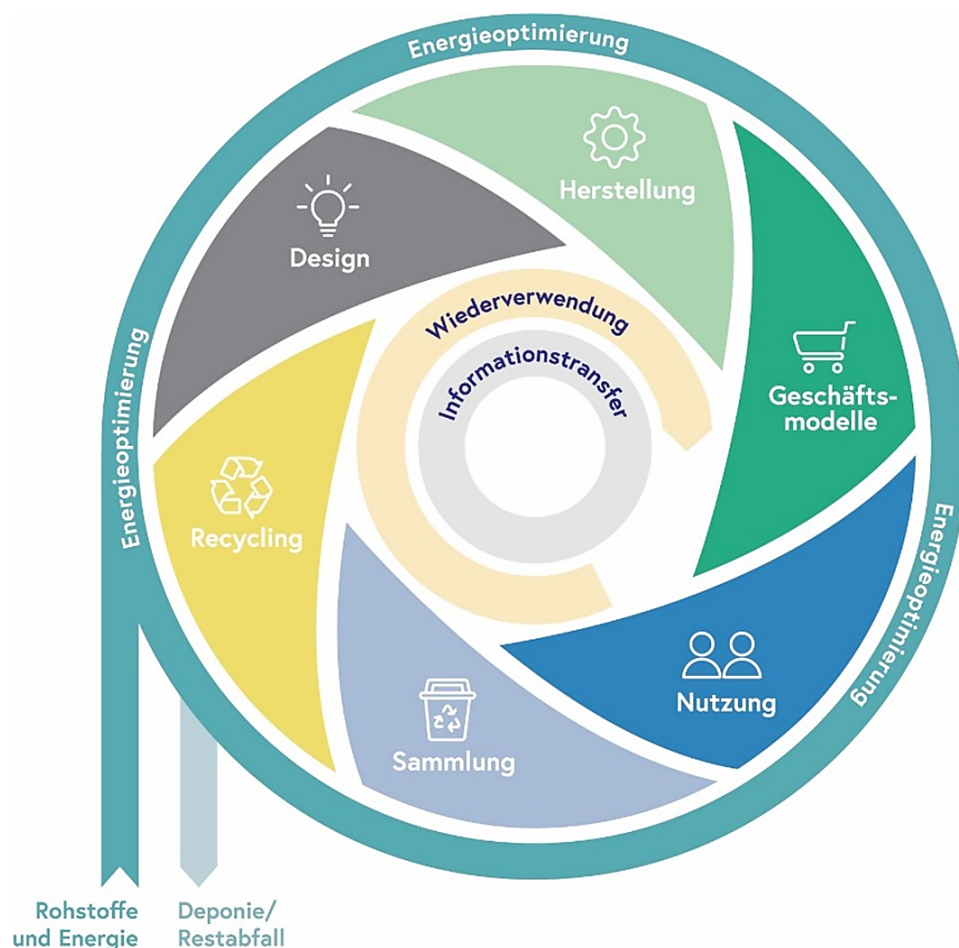 Energieoptimierung
Herstellung
Design
Energieoptimierung
Wiederverwendung
Informationstransfer
Geschäfts-
modelle
Recycling
Energieoptimierung
Nutzung
Sammlung
Rohstoffe
und Energie
Deponie/
Restabfall